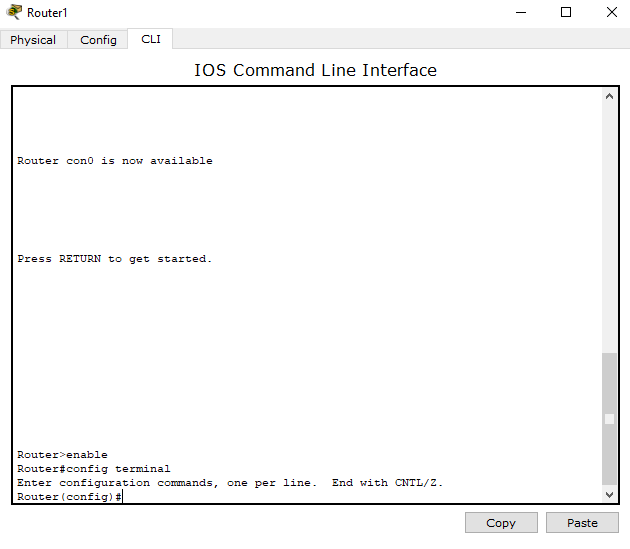 Router1
Physical Config CLI
IOS Command Line Interface
Router con0 is now available
Press RETURN to get started.
Router>enable
Router#config terminal
Enter configuration commands, one per line.  End with CNTL/Z.
Router(config)#
Copy Paste